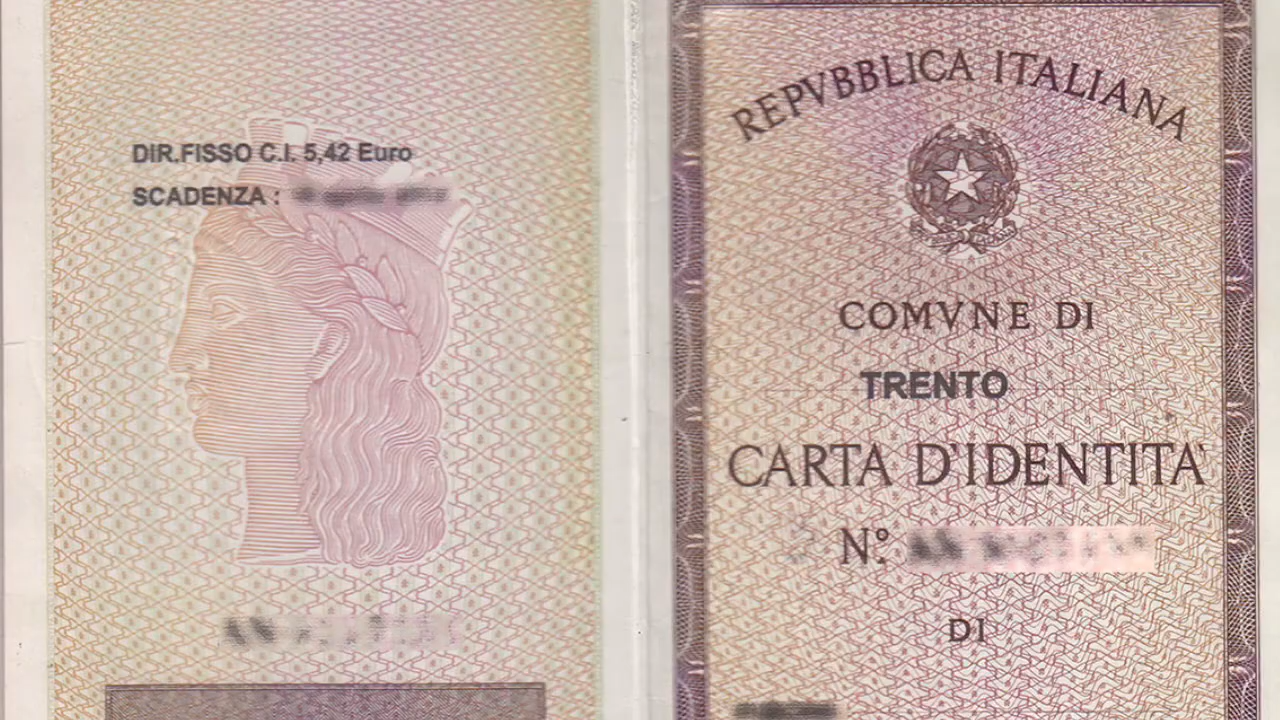 DIR.FISSO C.I. 5,42 Euro
SCADENZA :
REPVBBLICA ITALIANA
COMVNE DI
TRENTO
CARTA D'IDENTITA'
N.°
DI